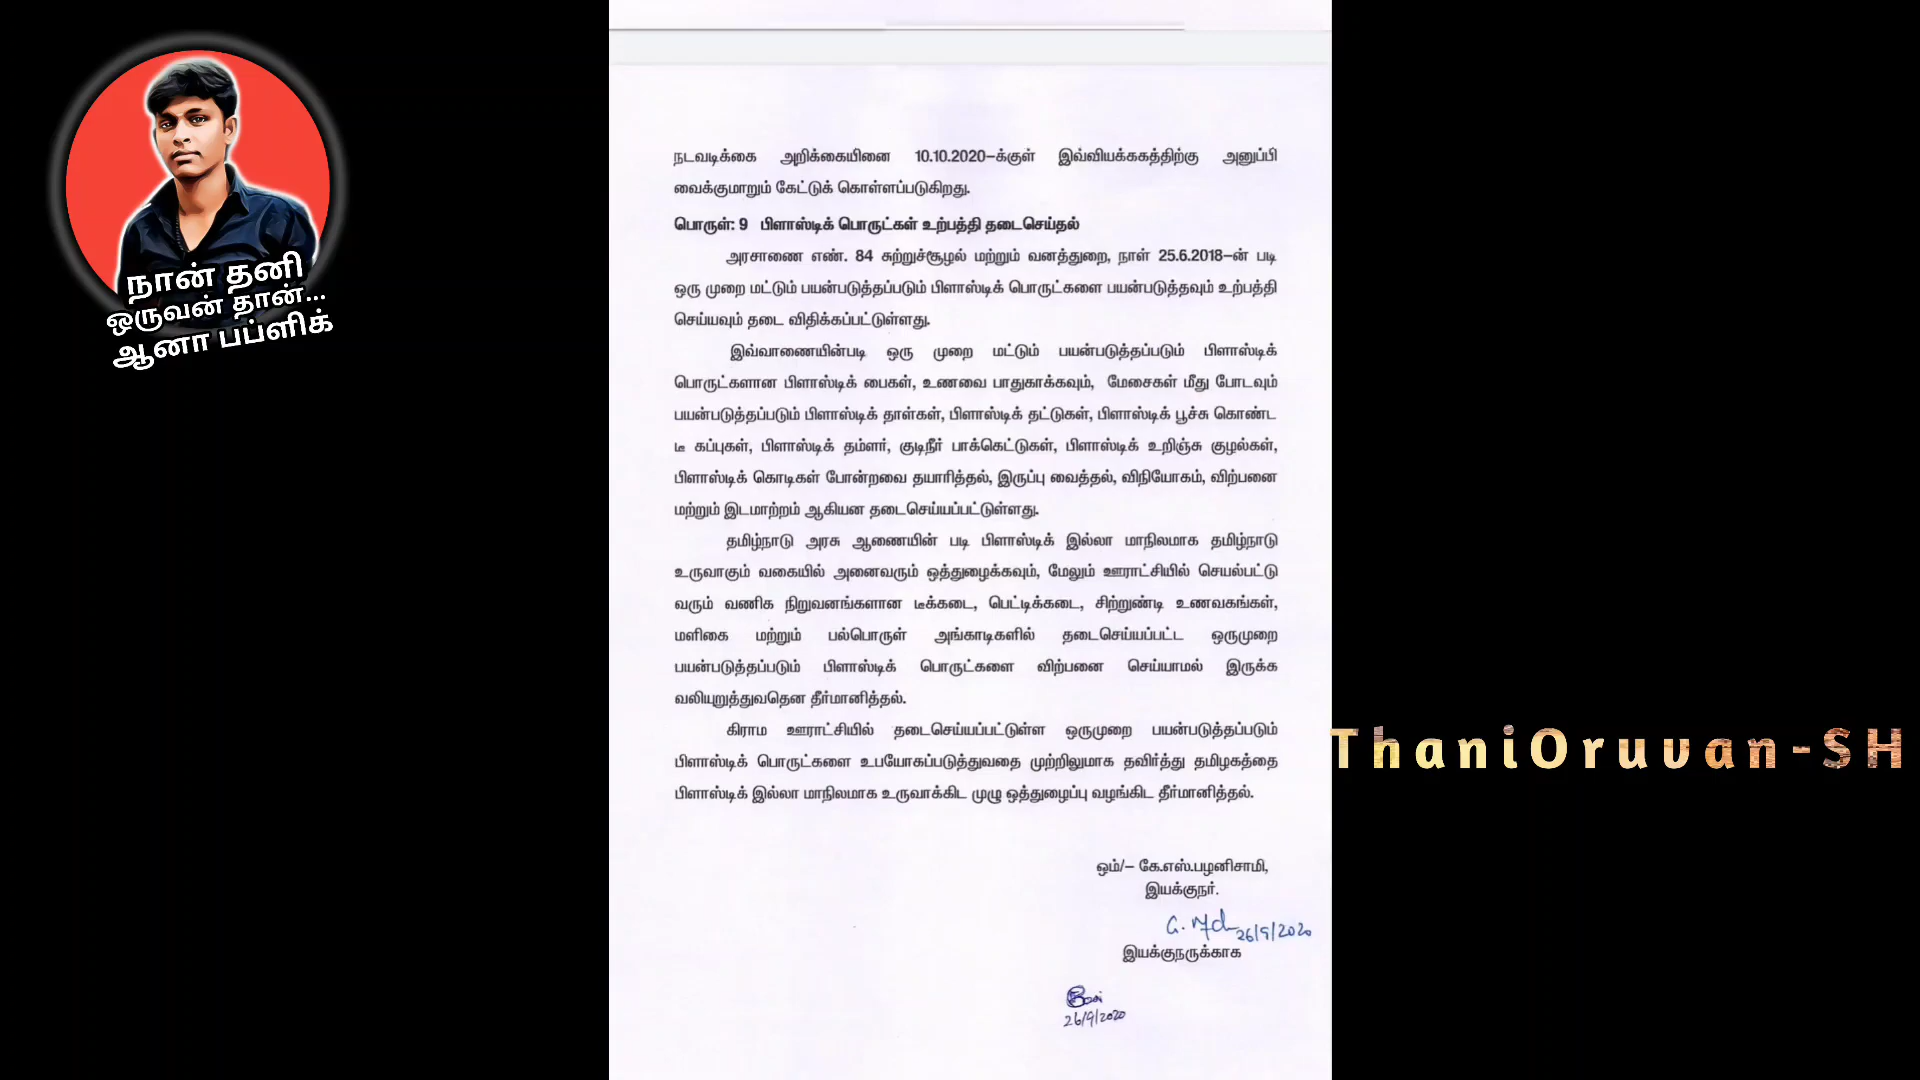 நான் தனி
ஒருவன் தான்...
ஆனா பப்ளிக்
நடவடிக்கை அறிக்கையினை 10.10.2020–க்குள் இவ்வியக்ககத்திற்கு அனுப்பி
வைக்குமாறும் கேட்டுக் கொள்ளப்படுகிறது.
பொருள்: 9 பிளாஸ்டிக் பொருட்கள் உற்பத்தி தடைசெய்தல்
அரசாணை எண். 84 சுற்றுச்சூழல் மற்றும் வனத்துறை, நாள் 25.6.2018–ன் படி
ஒரு முறை மட்டும் பயன்படுத்தப்படும் பிளாஸ்டிக் பொருட்களை பயன்படுத்தவும் உற்பத்தி
செய்யவும் தடை விதிக்கப்பட்டுள்ளது.
இவ்வாணையின்படி ஒரு முறை மட்டும் பயன்படுத்தப்படும் பிளாஸ்டிக்
பொருட்களான பிளாஸ்டிக் பைகள், உணவை பாதுகாக்கவும், மேசைகள் மீது போடவும்
பயன்படுத்தப்படும் பிளாஸ்டிக் தாள்கள், பிளாஸ்டிக் தட்டுகள், பிளாஸ்டிக் பூச்சு கொண்ட
டீ கப்புகள், பிளாஸ்டிக் தம்ளர், குடிநீர் பாக்கெட்டுகள், பிளாஸ்டிக் உறிஞ்சு குழல்கள்,
பிளாஸ்டிக் கொடிகள் போன்றவை தயாரித்தல், இருப்பு வைத்தல், விநியோகம், விற்பனை
மற்றும் இடமாற்றம் ஆகியன தடைசெய்யப்பட்டுள்ளது.
தமிழ்நாடு அரசு ஆணையின் படி பிளாஸ்டிக் இல்லா மாநிலமாக தமிழ்நாடு
உருவாகும் வகையில் அனைவரும் ஒத்துழைக்கவும், மேலும் ஊராட்சியில் செயல்பட்டு
வரும் வணிக நிறுவனங்களான டீக்கடை, பெட்டிக்கடை, சிற்றுண்டி உணவகங்கள்,
மளிகை மற்றும் பல்பொருள் அங்காடிகளில் தடைசெய்யப்பட்ட ஒருமுறை
பயன்படுத்தப்படும் பிளாஸ்டிக் பொருட்களை விற்பனை செய்யாமல் இருக்க
வலியுறுத்துவதென தீர்மானித்தல்.
கிராம ஊராட்சியில் தடைசெய்யப்பட்டுள்ள ஒருமுறை பயன்படுத்தப்படும்
பிளாஸ்டிக் பொருட்களை உபயோகப்படுத்துவதை முற்றிலுமாக தவிர்த்து தமிழகத்தை
பிளாஸ்டிக் இல்லா மாநிலமாக உருவாக்கிட முழு ஒத்துழைப்பு வழங்கிட தீர்மானித்தல்.
ThaniOruvan-SH
ஒம்/– கே.எஸ்.பழனிசாமி,
இயக்குநர்.
26/9/2020
இயக்குநருக்காக
26/9/2020